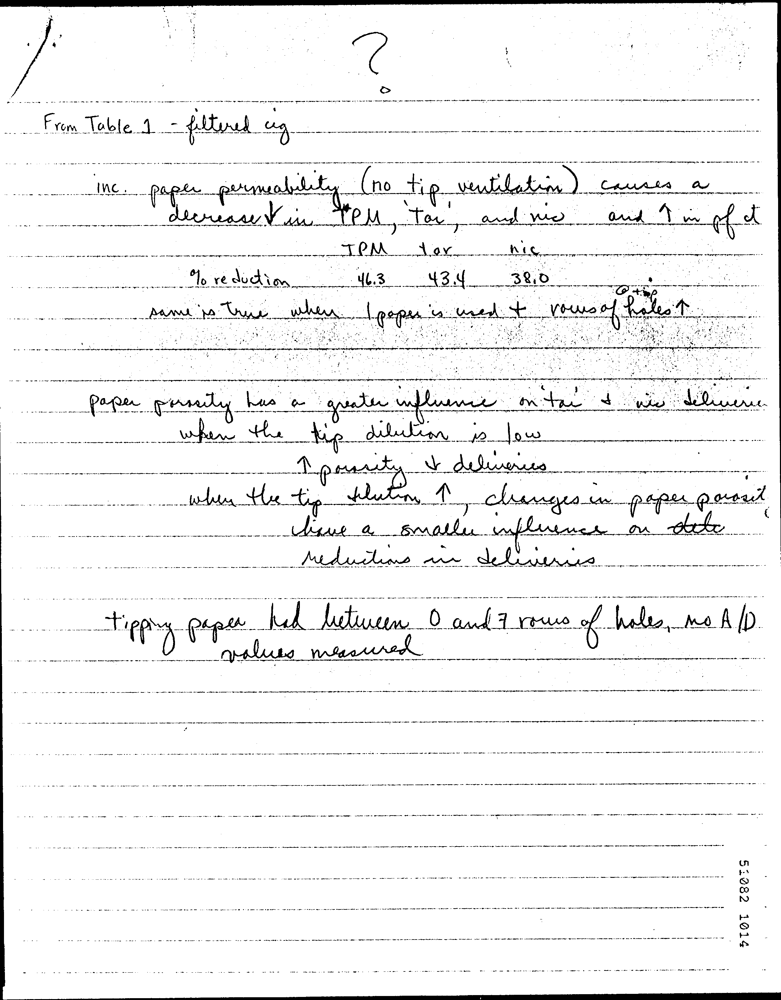 ?
From Table 1 - filtered cig
inc. paper permeability (no tip ventilation) causes a
decrease ↓ in TPM, 'tar', and nic and ↑ in pf ct
TPM tar nic
% reduction 46.3 43.4 38.0
@ tip
same is true when 1 paper is used + rows of holes ↑
paper porosity has a greater influence on tar & nic deliverie
when the tip dilution is low
↑ porosity ↓ deliveries
when the tip dilution ↑, changes in paper porosit
have a smaller influence on
reductions in deliveries
tipping paper had between 0 and 7 rows of holes, no A/D
values measured
51082 1014